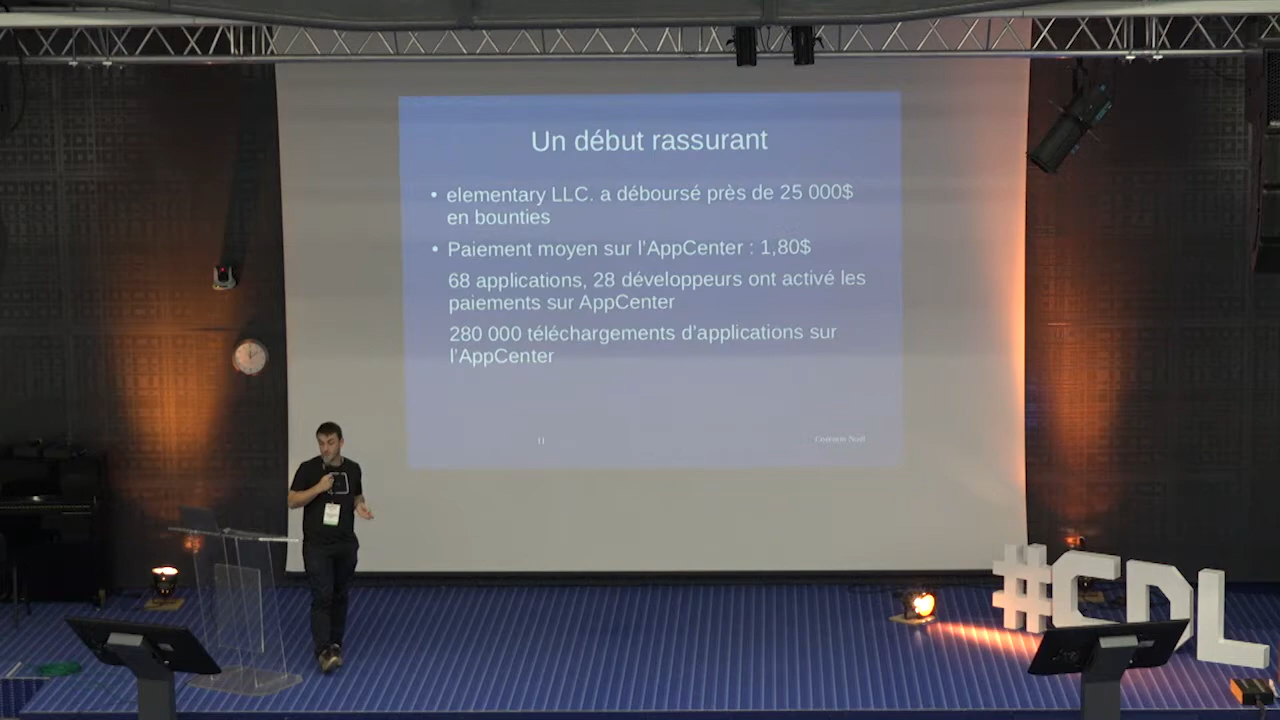 Un début rassurant
• elementary LLC. a déboursé près de 25 000$
en bounties
• Paiement moyen sur l'AppCenter : 1,80$
68 applications, 28 développeurs ont activé les
paiements sur AppCenter
280 000 téléchargements d'applications sur
l'AppCenter
11
#CDL